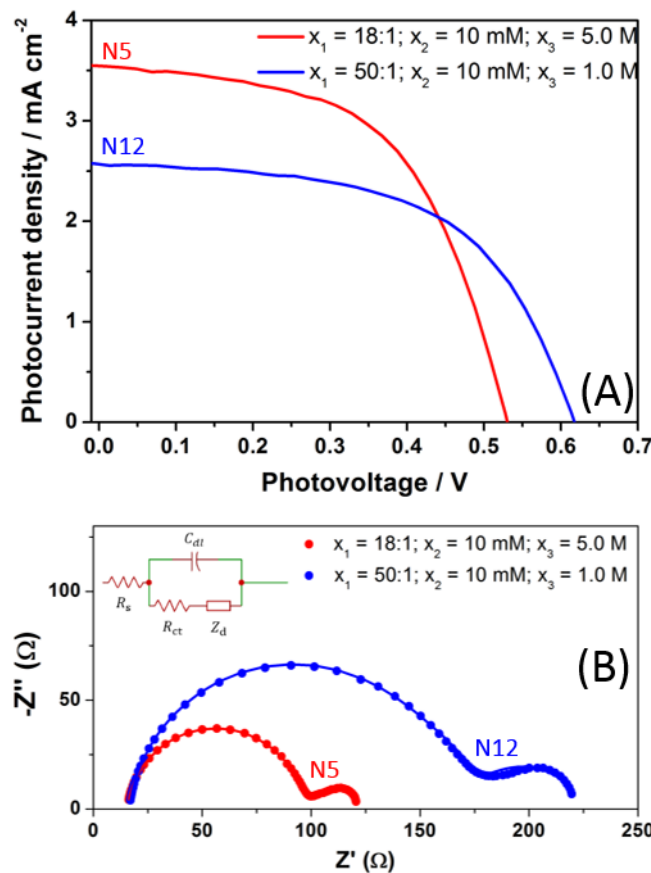 N5
x₁ = 18:1; x₂ = 10 mM; x₃ = 5.0 M
x₁ = 50:1; x₂ = 10 mM; x₃ = 1.0 M
N12
Photocurrent density / mA cm⁻²
4
3
2
1
0
(A)
0.0 0.1 0.2 0.3 0.4 0.5 0.6 0.7
Photovoltage / V
x₁ = 18:1; x₂ = 10 mM; x₃ = 5.0 M
x₁ = 50:1; x₂ = 10 mM; x₃ = 1.0 M
C_dl
R_s
R_ct Z_d
(B)
-Z'' (Ω)
100
50
0
N12
N5
0 50 100 150 200 250
Z' (Ω)